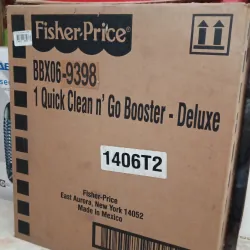 Fisher-Price®
BBX06-9398
1 Quick Clean n' Go Booster - Deluxe
1406T2
Fisher-Price
East Aurora, New York 14052
Made in Mexico